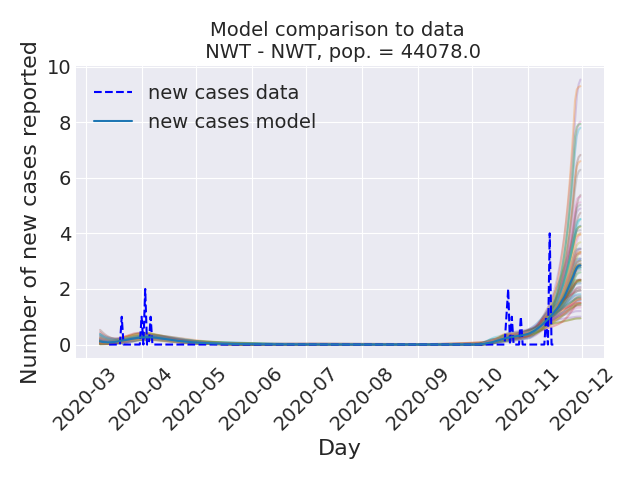 Model comparison to data
NWT - NWT, pop. = 44078.0
Number of new cases reported
10
8
6
4
2
0
new cases data
new cases model
2020-03
2020-04
2020-05
2020-06
2020-07
2020-08
2020-09
2020-10
2020-11
2020-12
Day